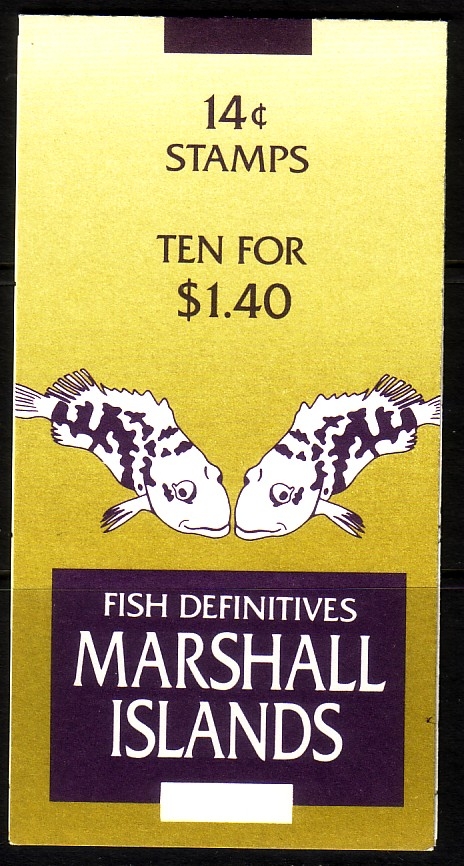 14¢
STAMPS
TEN FOR
$1.40
FISH DEFINITIVES
MARSHALL
ISLANDS